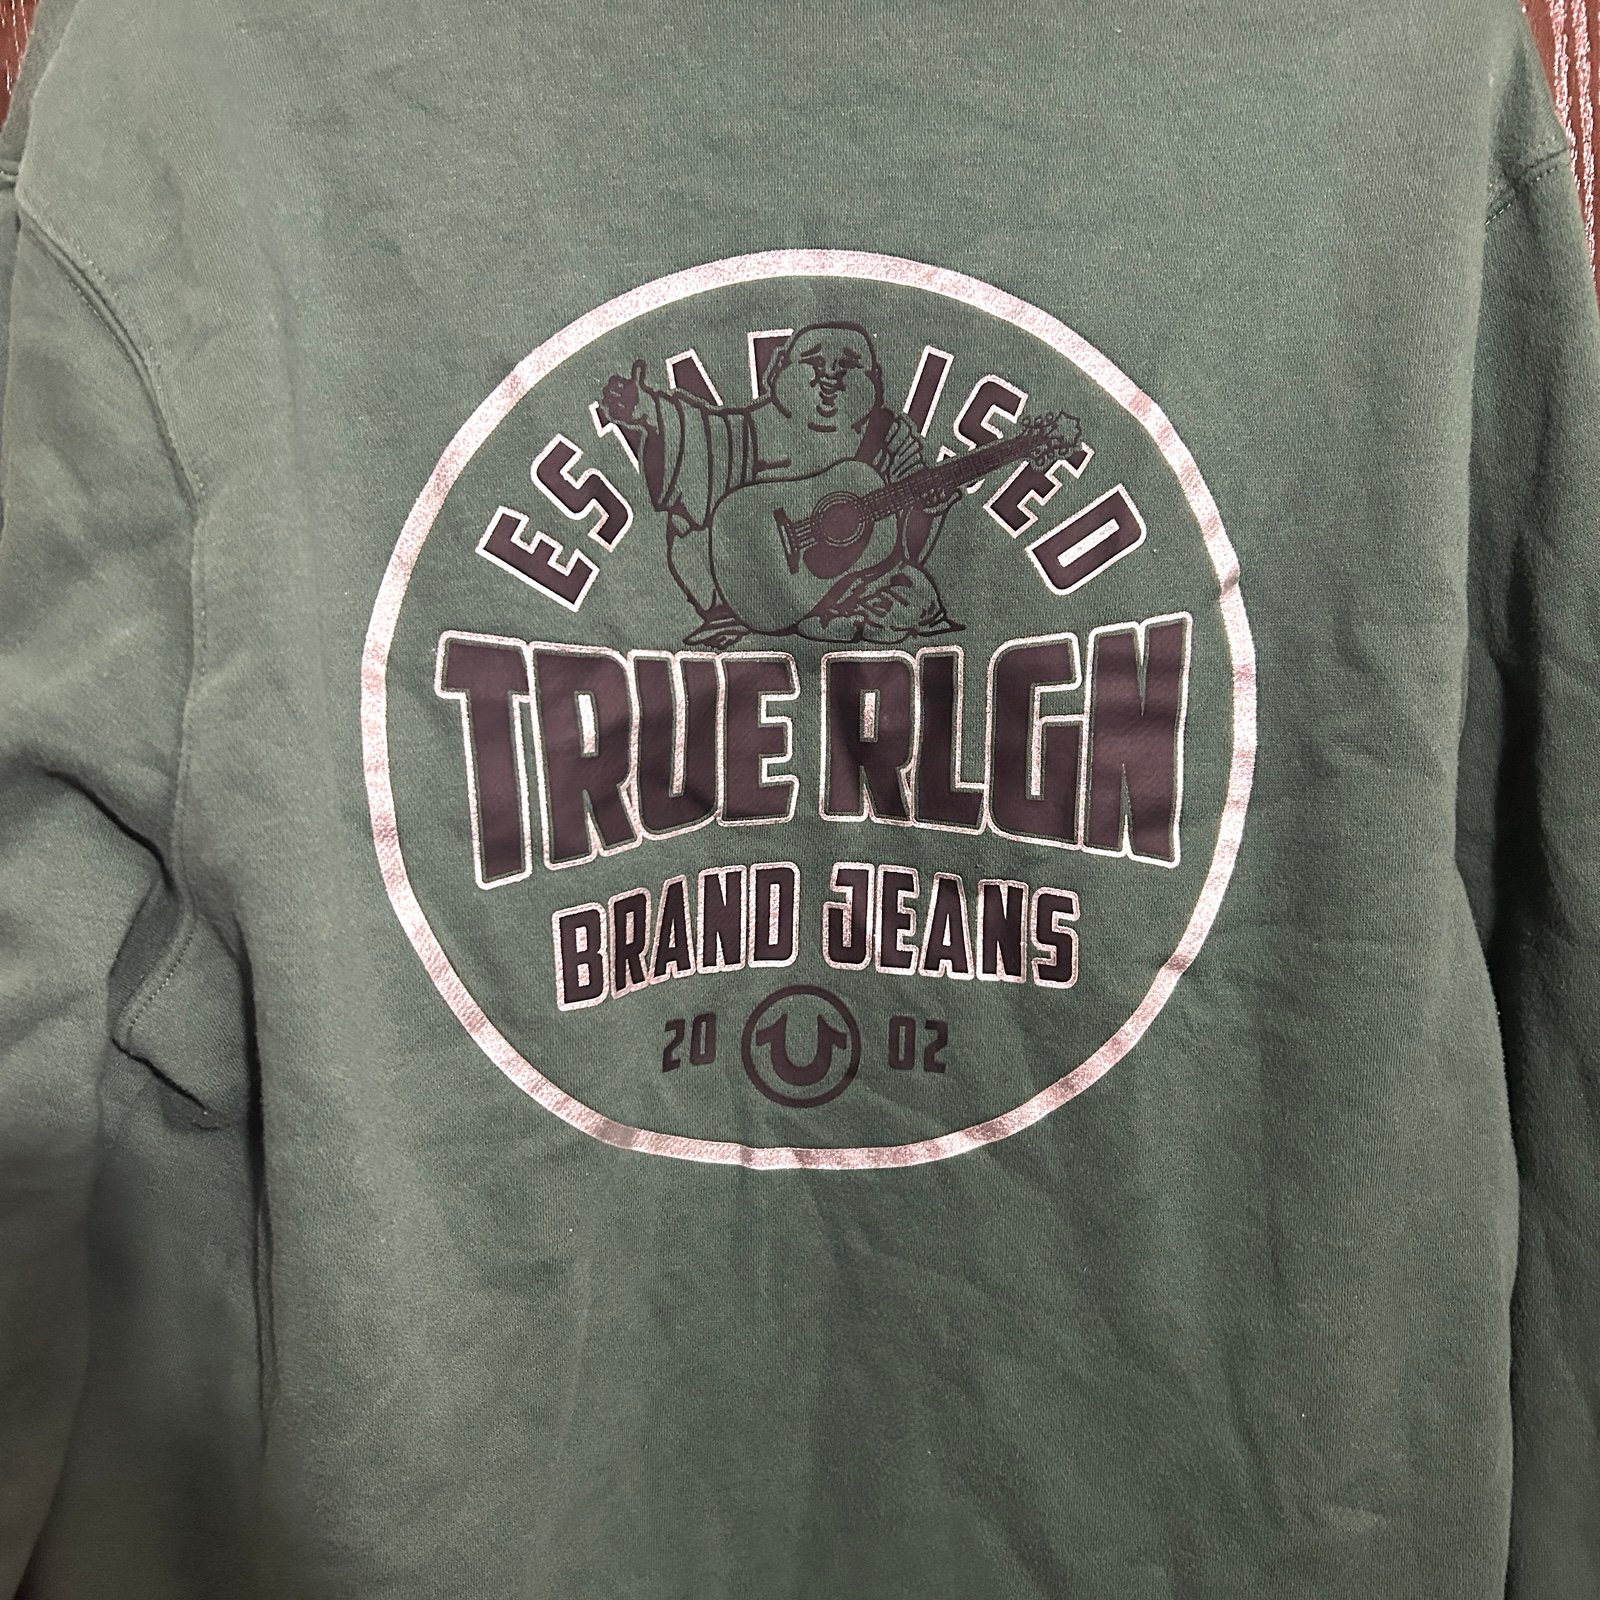 TRUE RLGN
BRAND JEANS
20 02